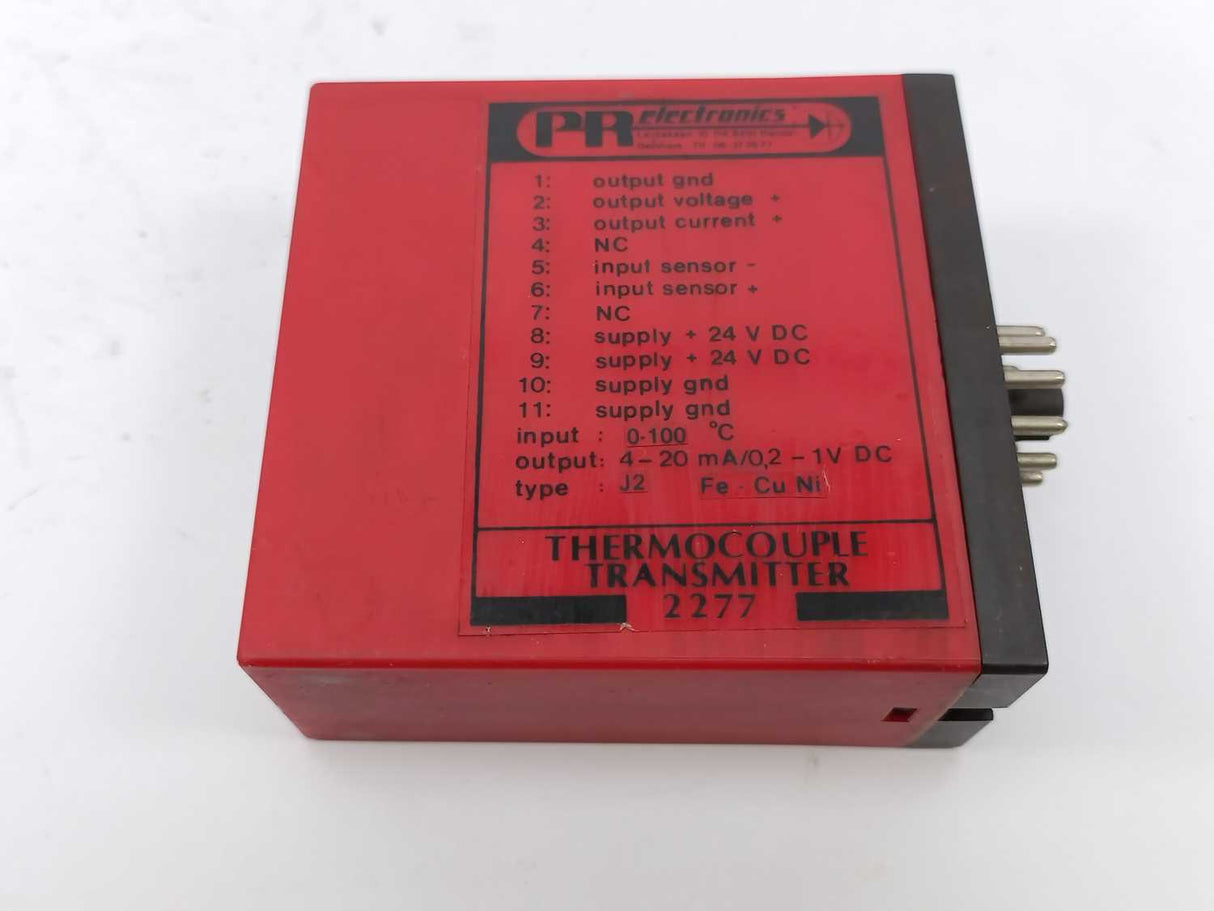 PR electronics
1: output gnd
2: output voltage +
3: output current +
4: NC
5: input sensor -
6: input sensor +
7: NC
8: supply + 24 V DC
9: supply + 24 V DC
10: supply gnd
11: supply gnd
input : 0-100 °C
output: 4-20 mA/0,2-1V DC
type : J2 Fe-CuNi
THERMOCOUPLE
TRANSMITTER
2277